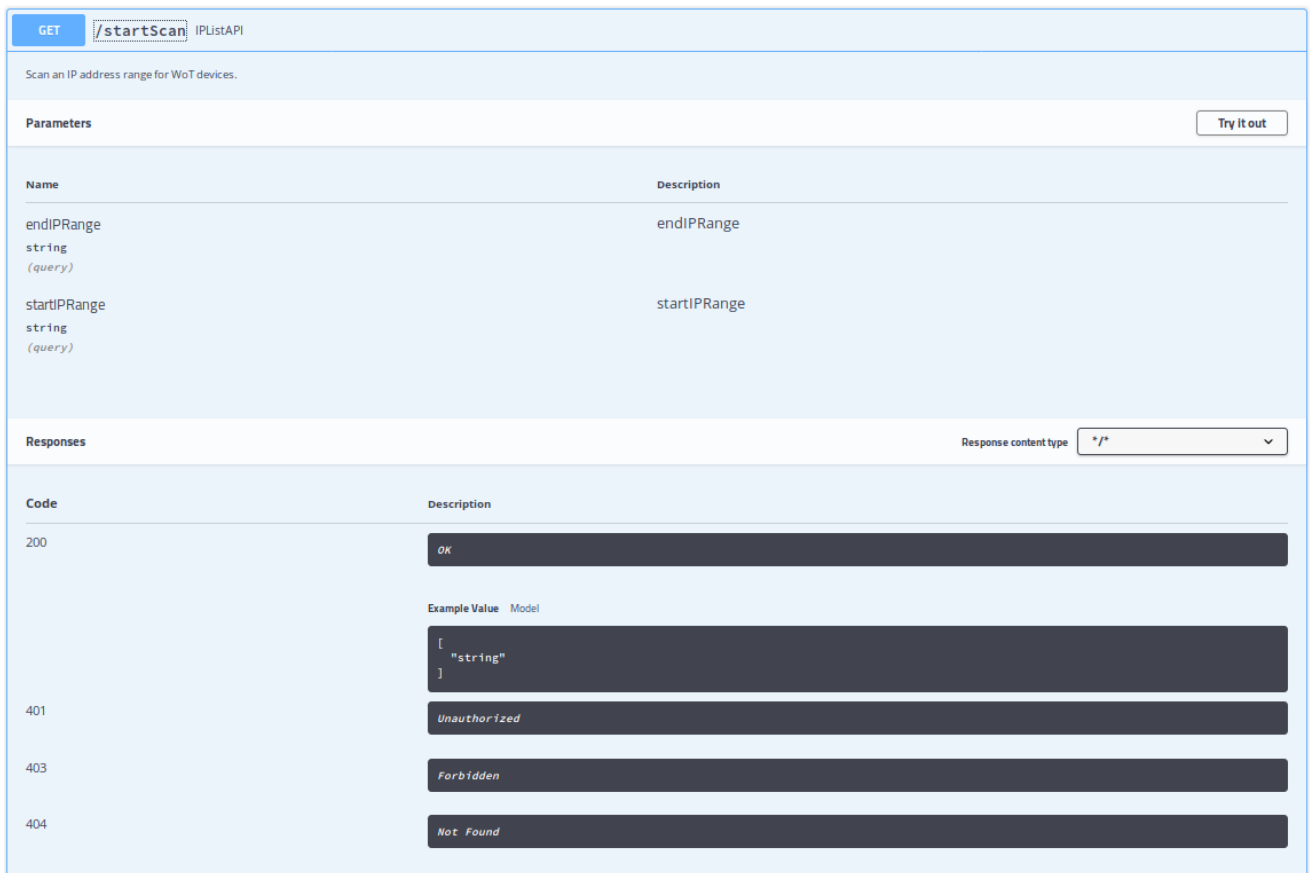 GET /startScan IPListAPI
Scan an IP address range for WoT devices.
Parameters Try it out
Name Description
endIPRange endIPRange
string
(query)
startIPRange startIPRange
string
(query)
Responses Response content type */*
Code Description
200 OK
Example Value Model
[
"string"
]
401 Unauthorized
403 Forbidden
404 Not Found